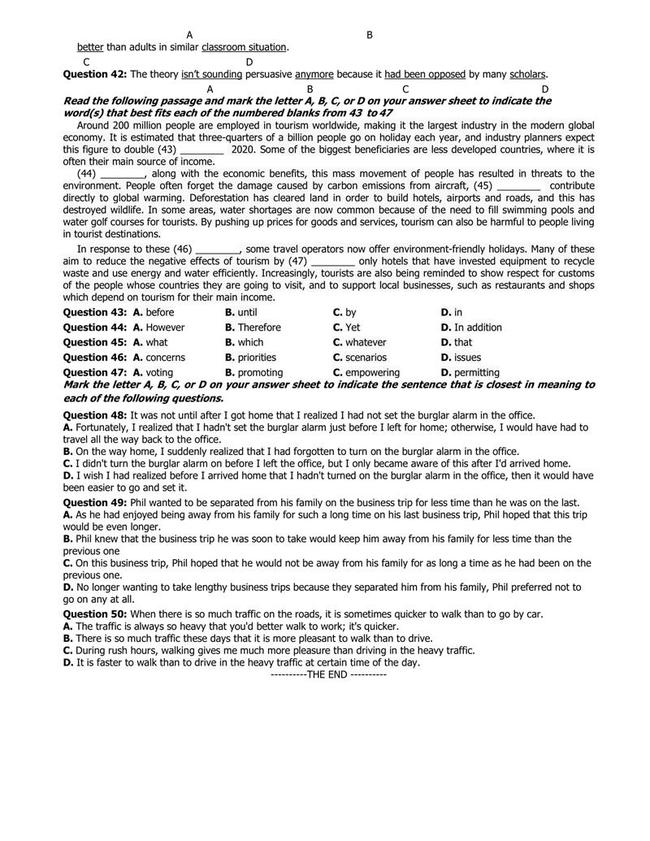 A B
better than adults in similar classroom situation.
C D
Question 42: The theory isn't sounding persuasive anymore because it had been opposed by many scholars.
A B C D
Read the following passage and mark the letter A, B, C, or D on your answer sheet to indicate the
word(s) that best fits each of the numbered blanks from 43 to 47
Around 200 million people are employed in tourism worldwide, making it the largest industry in the modern global
economy. It is estimated that three-quarters of a billion people go on holiday each year, and industry planners expect
this figure to double (43) ________ 2020. Some of the biggest beneficiaries are less developed countries, where it is
often their main source of income.
(44) ________, along with the economic benefits, this mass movement of people has resulted in threats to the
environment. People often forget the damage caused by carbon emissions from aircraft, (45) ________ contribute
directly to global warming. Deforestation has cleared land in order to build hotels, airports and roads, and this has
destroyed wildlife. In some areas, water shortages are now common because of the need to fill swimming pools and
water golf courses for tourists. By pushing up prices for goods and services, tourism can also be harmful to people living
in tourist destinations.
In response to these (46) ________, some travel operators now offer environment-friendly holidays. Many of these
aim to reduce the negative effects of tourism by (47) ________ only hotels that have invested equipment to recycle
waste and use energy and water efficiently. Increasingly, tourists are also being reminded to show respect for customs
of the people whose countries they are going to visit, and to support local businesses, such as restaurants and shops
which depend on tourism for their main income.
Question 43: A. before B. until C. by D. in
Question 44: A. However B. Therefore C. Yet D. In addition
Question 45: A. what B. which C. whatever D. that
Question 46: A. concerns B. priorities C. scenarios D. issues
Question 47: A. voting B. promoting C. empowering D. permitting
Mark the letter A, B, C, or D on your answer sheet to indicate the sentence that is closest in meaning to
each of the following questions.
Question 48: It was not until after I got home that I realized I had not set the burglar alarm in the office.
A. Fortunately, I realized that I hadn't set the burglar alarm just before I left for home; otherwise, I would have had to
travel all the way back to the office.
B. On the way home, I suddenly realized that I had forgotten to turn on the burglar alarm in the office.
C. I didn't turn the burglar alarm on before I left the office, but I only became aware of this after I'd arrived home.
D. I wish I had realized before I arrived home that I hadn't turned on the burglar alarm in the office, then it would have
been easier to go and set it.
Question 49: Phil wanted to be separated from his family on the business trip for less time than he was on the last.
A. As he had enjoyed being away from his family for such a long time on his last business trip, Phil hoped that this trip
would be even longer.
B. Phil knew that the business trip he was soon to take would keep him away from his family for less time than the
previous one
C. On this business trip, Phil hoped that he would not be away from his family for as long a time as he had been on the
previous one.
D. No longer wanting to take lengthy business trips because they separated him from his family, Phil preferred not to
go on any at all.
Question 50: When there is so much traffic on the roads, it is sometimes quicker to walk than to go by car.
A. The traffic is always so heavy that you'd better walk to work; it's quicker.
B. There is so much traffic these days that it is more pleasant to walk than to drive.
C. During rush hours, walking gives me much more pleasure than driving in the heavy traffic.
D. It is faster to walk than to drive in the heavy traffic at certain time of the day.
----------THE END ----------